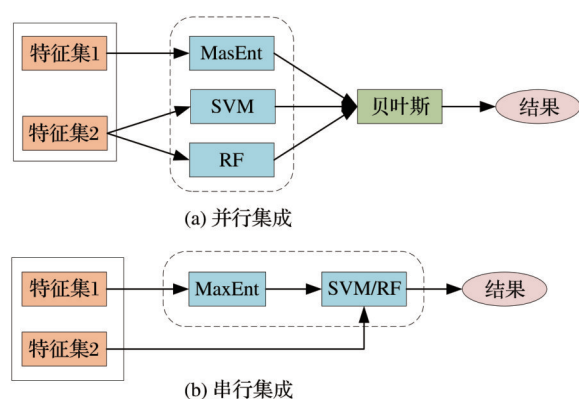 特征集1
MasEnt
特征集2
SVM
RF
贝叶斯
结果
(a) 并行集成
特征集1
MaxEnt
SVM/RF
结果
特征集2
(b) 串行集成